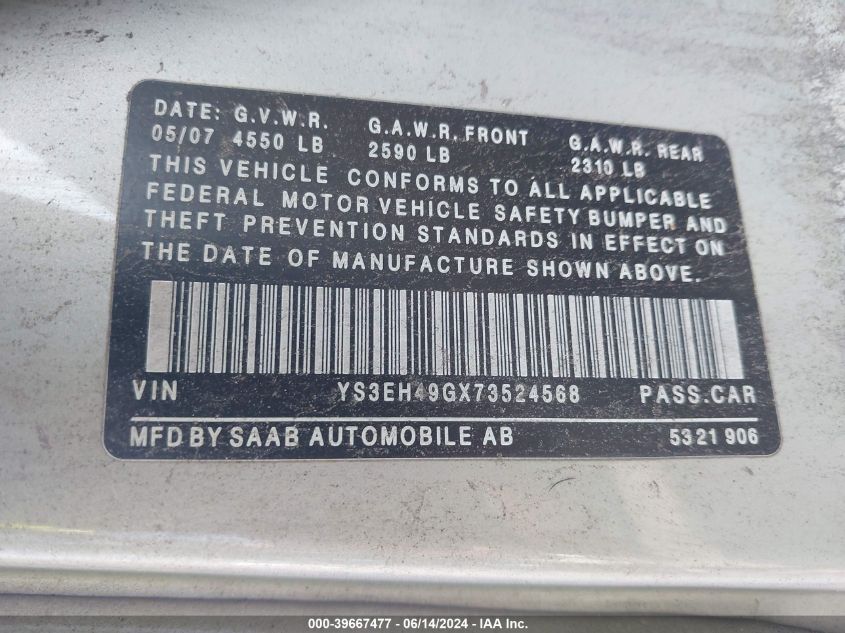 DATE: G.V.W.R. G.A.W.R. FRONT G.A.W.R. REAR
05/07 4550 LB 2590 LB 2310 LB
THIS VEHICLE CONFORMS TO ALL APPLICABLE
FEDERAL MOTOR VEHICLE SAFETY BUMPER AND
THEFT PREVENTION STANDARDS IN EFFECT ON
THE DATE OF MANUFACTURE SHOWN ABOVE.
VIN YS3EH49GX73524568 PASS.CAR
MFD BY SAAB AUTOMOBILE AB 5321 906
000-39667477 - 06/14/2024 - IAA Inc.